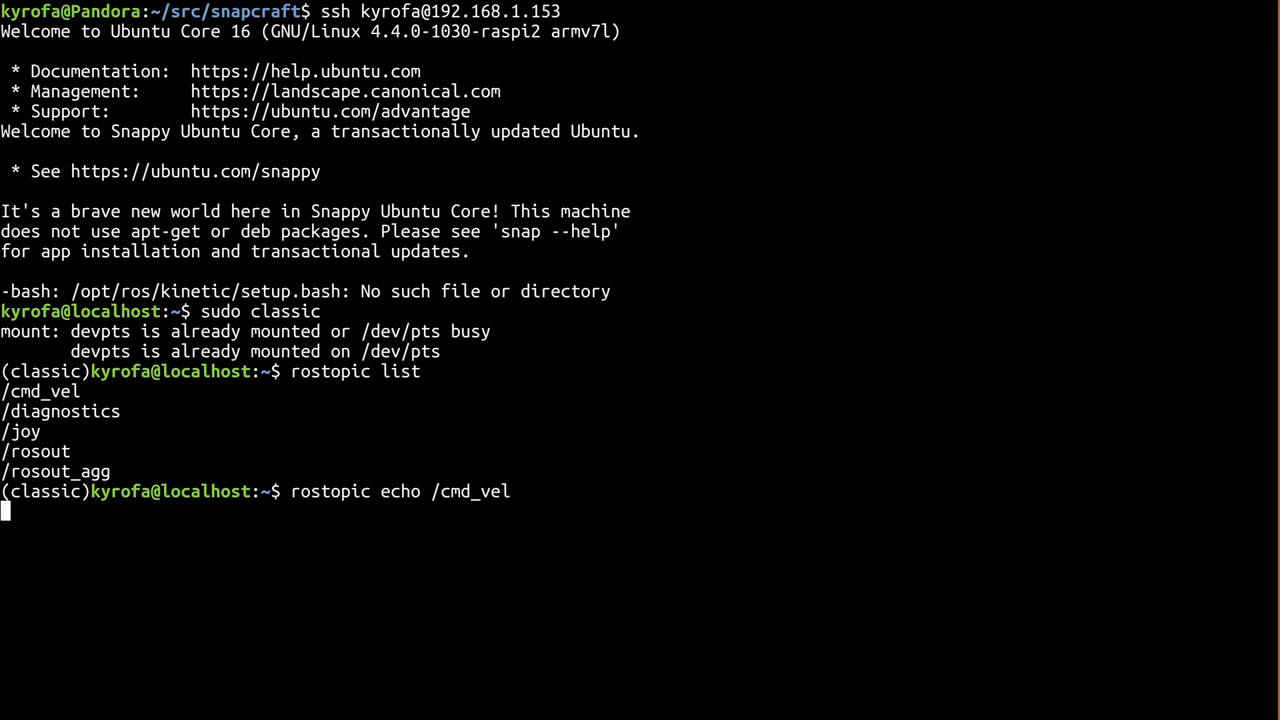 kyrofa@Pandora:~/src/snapcraft$ ssh kyrofa@192.168.1.153
Welcome to Ubuntu Core 16 (GNU/Linux 4.4.0-1030-raspi2 armv7l)
* Documentation:  https://help.ubuntu.com
* Management:     https://landscape.canonical.com
* Support:        https://ubuntu.com/advantage
Welcome to Snappy Ubuntu Core, a transactionally updated Ubuntu.
* See https://ubuntu.com/snappy
It's a brave new world here in Snappy Ubuntu Core! This machine
does not use apt-get or deb packages. Please see 'snap --help'
for app installation and transactional updates.
-bash: /opt/ros/kinetic/setup.bash: No such file or directory
kyrofa@localhost:~$ sudo classic
mount: devpts is already mounted or /dev/pts busy
devpts is already mounted on /dev/pts
(classic)kyrofa@localhost:~$ rostopic list
/cmd_vel
/diagnostics
/joy
/rosout
/rosout_agg
(classic)kyrofa@localhost:~$ rostopic echo /cmd_vel